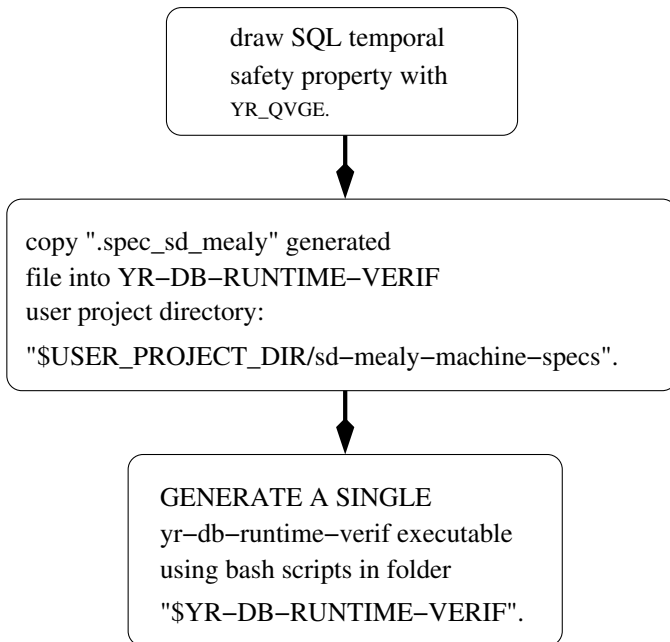 draw SQL temporal
safety property with
YR_QVGE.
copy ".spec_sd_mealy" generated
file into YR−DB−RUNTIME−VERIF
user project directory:
"$USER_PROJECT_DIR/sd−mealy−machine−specs".
GENERATE A SINGLE
yr−db−runtime−verif executable
using bash scripts in folder
"$YR−DB−RUNTIME−VERIF".